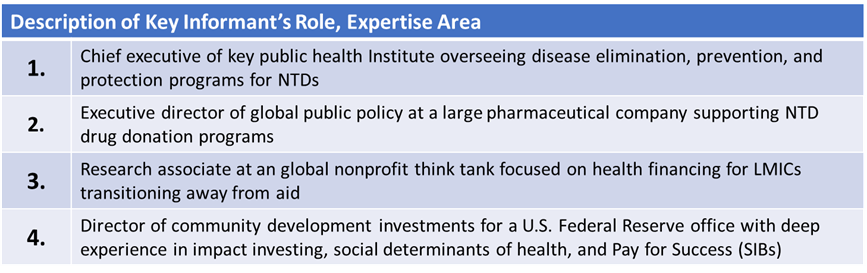 Description of Key Informant’s Role, Expertise Area
1.
Chief executive of key public health Institute overseeing disease elimination, prevention, and
protection programs for NTDs
2.
Executive director of global public policy at a large pharmaceutical company supporting NTD
drug donation programs
3.
Research associate at an global nonprofit think tank focused on health financing for LMICs
transitioning away from aid
4.
Director of community development investments for a U.S. Federal Reserve office with deep
experience in impact investing, social determinants of health, and Pay for Success (SIBs)